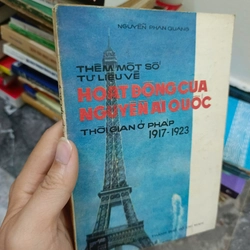 NGUYỄN PHAN QUANG
THÊM MỘT SỐ
TƯ LIỆU VỀ
HOẠT ĐỘNG CỦA
NGUYỄN ÁI QUỐC
THỜI GIAN Ở PHÁP
1917-1923